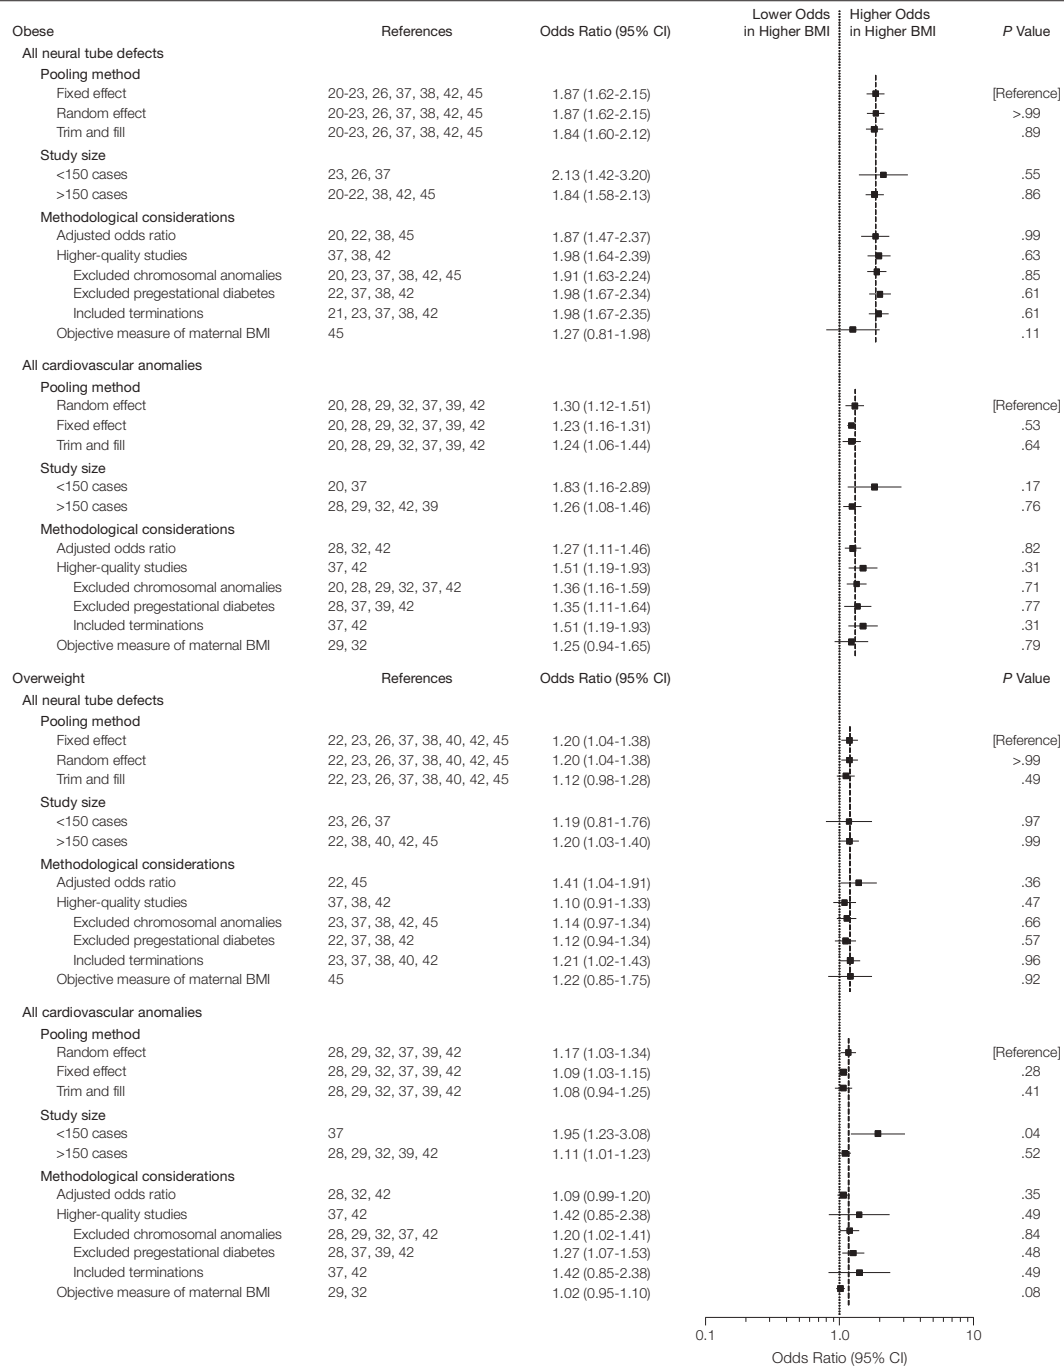 Obese References Odds Ratio (95% CI) Lower Odds in Higher BMI Higher Odds in Higher BMI P Value
All neural tube defects
Pooling method
Fixed effect 20-23, 26, 37, 38, 42, 45 1.87 (1.62-2.15) [Reference]
Random effect 20-23, 26, 37, 38, 42, 45 1.87 (1.62-2.15) >.99
Trim and fill 20-23, 26, 37, 38, 42, 45 1.84 (1.60-2.12) .89
Study size
<150 cases 23, 26, 37 2.13 (1.42-3.20) .55
>150 cases 20-22, 38, 42, 45 1.84 (1.58-2.13) .86
Methodological considerations
Adjusted odds ratio 20, 22, 38, 45 1.87 (1.47-2.37) .99
Higher-quality studies 37, 38, 42 1.98 (1.64-2.39) .63
Excluded chromosomal anomalies 20, 23, 37, 38, 42, 45 1.91 (1.63-2.24) .85
Excluded pregestational diabetes 22, 37, 38, 42 1.98 (1.67-2.34) .61
Included terminations 21, 23, 37, 38, 42 1.98 (1.67-2.35) .61
Objective measure of maternal BMI 45 1.27 (0.81-1.98) .11
All cardiovascular anomalies
Pooling method
Random effect 20, 28, 29, 32, 37, 39, 42 1.30 (1.12-1.51) [Reference]
Fixed effect 20, 28, 29, 32, 37, 39, 42 1.23 (1.16-1.31) .53
Trim and fill 20, 28, 29, 32, 37, 39, 42 1.24 (1.06-1.44) .64
Study size
<150 cases 20, 37 1.83 (1.16-2.89) .17
>150 cases 28, 29, 32, 42, 39 1.26 (1.08-1.46) .76
Methodological considerations
Adjusted odds ratio 28, 32, 42 1.27 (1.11-1.46) .82
Higher-quality studies 37, 42 1.51 (1.19-1.93) .31
Excluded chromosomal anomalies 20, 28, 29, 32, 37, 42 1.36 (1.16-1.59) .71
Excluded pregestational diabetes 28, 37, 39, 42 1.35 (1.11-1.64) .77
Included terminations 37, 42 1.51 (1.19-1.93) .31
Objective measure of maternal BMI 29, 32 1.25 (0.94-1.65) .79
Overweight References Odds Ratio (95% CI) P Value
All neural tube defects
Pooling method
Fixed effect 22, 23, 26, 37, 38, 40, 42, 45 1.20 (1.04-1.38) [Reference]
Random effect 22, 23, 26, 37, 38, 40, 42, 45 1.20 (1.04-1.38) >.99
Trim and fill 22, 23, 26, 37, 38, 40, 42, 45 1.12 (0.98-1.28) .49
Study size
<150 cases 23, 26, 37 1.19 (0.81-1.76) .97
>150 cases 22, 38, 40, 42, 45 1.20 (1.03-1.40) .99
Methodological considerations
Adjusted odds ratio 22, 45 1.41 (1.04-1.91) .36
Higher-quality studies 37, 38, 42 1.10 (0.91-1.33) .47
Excluded chromosomal anomalies 23, 37, 38, 42, 45 1.14 (0.97-1.34) .66
Excluded pregestational diabetes 22, 37, 38, 42 1.12 (0.94-1.34) .57
Included terminations 23, 37, 38, 40, 42 1.21 (1.02-1.43) .96
Objective measure of maternal BMI 45 1.22 (0.85-1.75) .92
All cardiovascular anomalies
Pooling method
Random effect 28, 29, 32, 37, 39, 42 1.17 (1.03-1.34) [Reference]
Fixed effect 28, 29, 32, 37, 39, 42 1.09 (1.03-1.15) .28
Trim and fill 28, 29, 32, 37, 39, 42 1.08 (0.94-1.25) .41
Study size
<150 cases 37 1.95 (1.23-3.08) .04
>150 cases 28, 29, 32, 39, 42 1.11 (1.01-1.23) .52
Methodological considerations
Adjusted odds ratio 28, 32, 42 1.09 (0.99-1.20) .35
Higher-quality studies 37, 42 1.42 (0.85-2.38) .49
Excluded chromosomal anomalies 28, 29, 32, 37, 42 1.20 (1.02-1.41) .84
Excluded pregestational diabetes 28, 37, 39, 42 1.27 (1.07-1.53) .48
Included terminations 37, 42 1.42 (0.85-2.38) .49
Objective measure of maternal BMI 29, 32 1.02 (0.95-1.10) .08
0.1 1.0 10
Odds Ratio (95% CI)